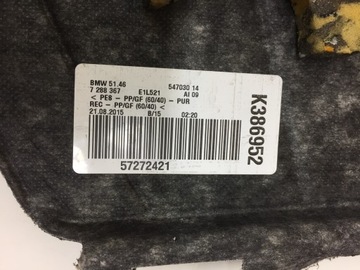 BMW 51.46 547030 14
7 288 367 E1L521 AI 09
< PEB - PP/GF (60/40) - PUR
REC - PP/GF (60/40) >
21.08.2015 8/15 02:20
57272421
K386952